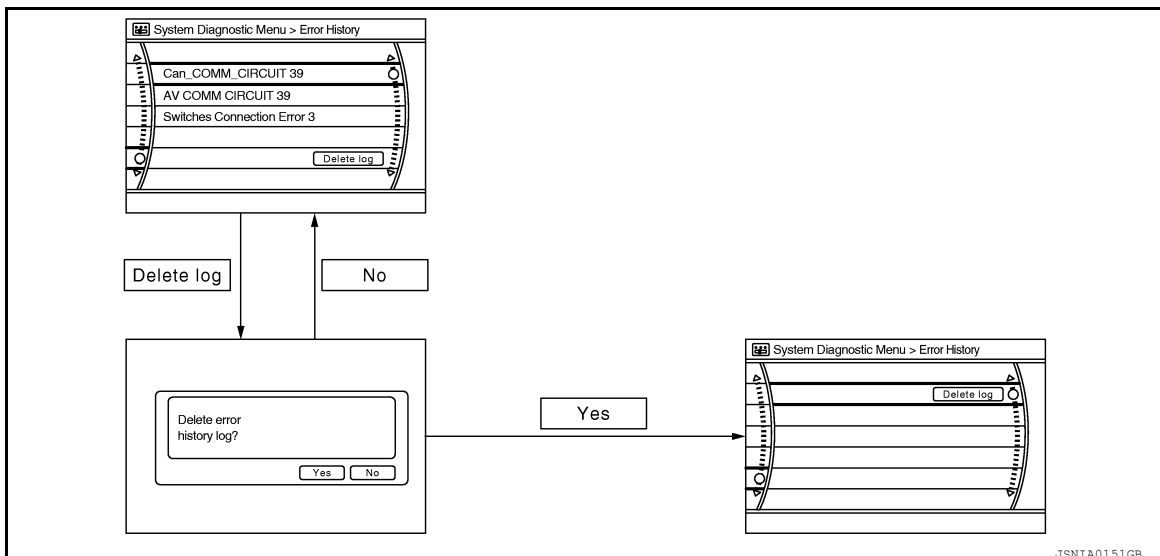 System Diagnostic Menu > Error History
Can_COMM_CIRCUIT 39
AV COMM CIRCUIT 39
Switches Connection Error 3
Delete log
Delete log
No
Delete error
history log?
Yes
No
Yes
System Diagnostic Menu > Error History
Delete log
JSNIA0151GB